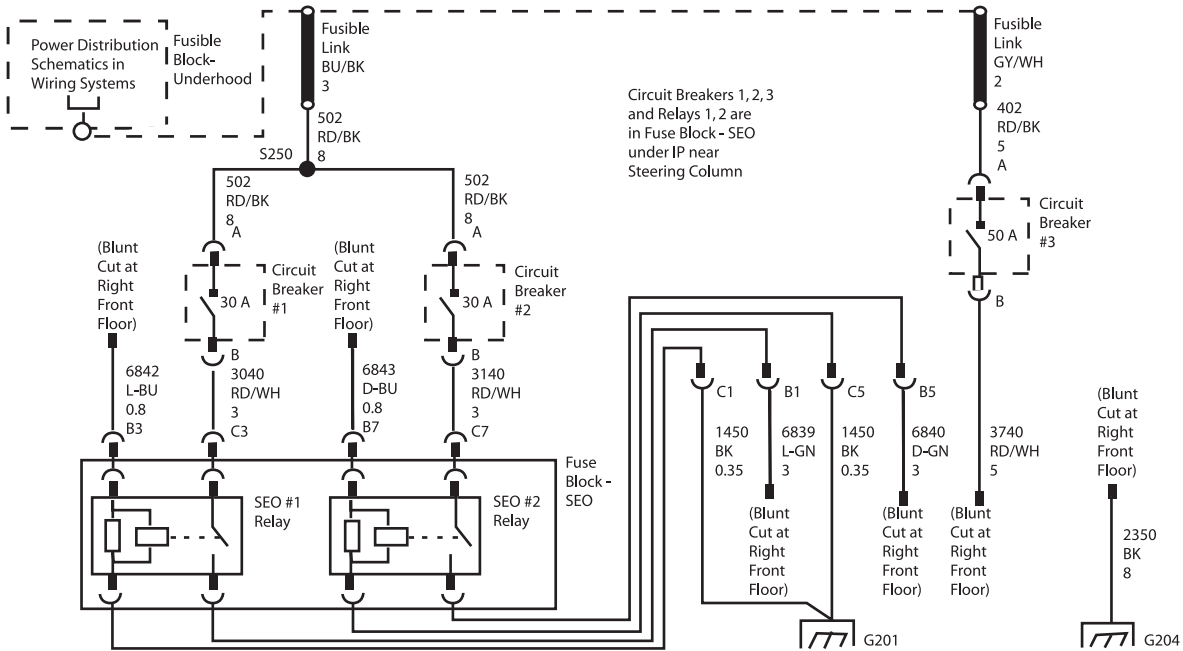 Power Distribution
Schematics in
Wiring Systems
Fusible
Block-
Underhood
Fusible
Link
BU/BK
3
502
RD/BK
8
S250
Fusible
Link
GY/WH
2
402
RD/BK
5
A
Circuit Breakers 1, 2, 3
and Relays 1, 2 are
in Fuse Block - SEO
under IP near
Steering Column
502
RD/BK
8
A
502
RD/BK
8
A
Circuit
Breaker
#3
50 A
B
(Blunt
Cut at
Right
Front
Floor)
30 A
Circuit
Breaker
#1
(Blunt
Cut at
Right
Front
Floor)
30 A
Circuit
Breaker
#2
6842
L-BU
0.8
B3
B
3040
RD/WH
3
C3
6843
D-BU
0.8
B7
B
3140
RD/WH
3
C7
C1
B1
C5
B5
1450
BK
0.35
6839
L-GN
3
1450
BK
0.35
6840
D-GN
3
3740
RD/WH
5
(Blunt
Cut at
Right
Front
Floor)
Fuse
Block -
SEO
SEO #1
Relay
SEO #2
Relay
(Blunt
Cut at
Right
Front
Floor)
(Blunt
Cut at
Right
Front
Floor)
(Blunt
Cut at
Right
Front
Floor)
2350
BK
8
G201
G204